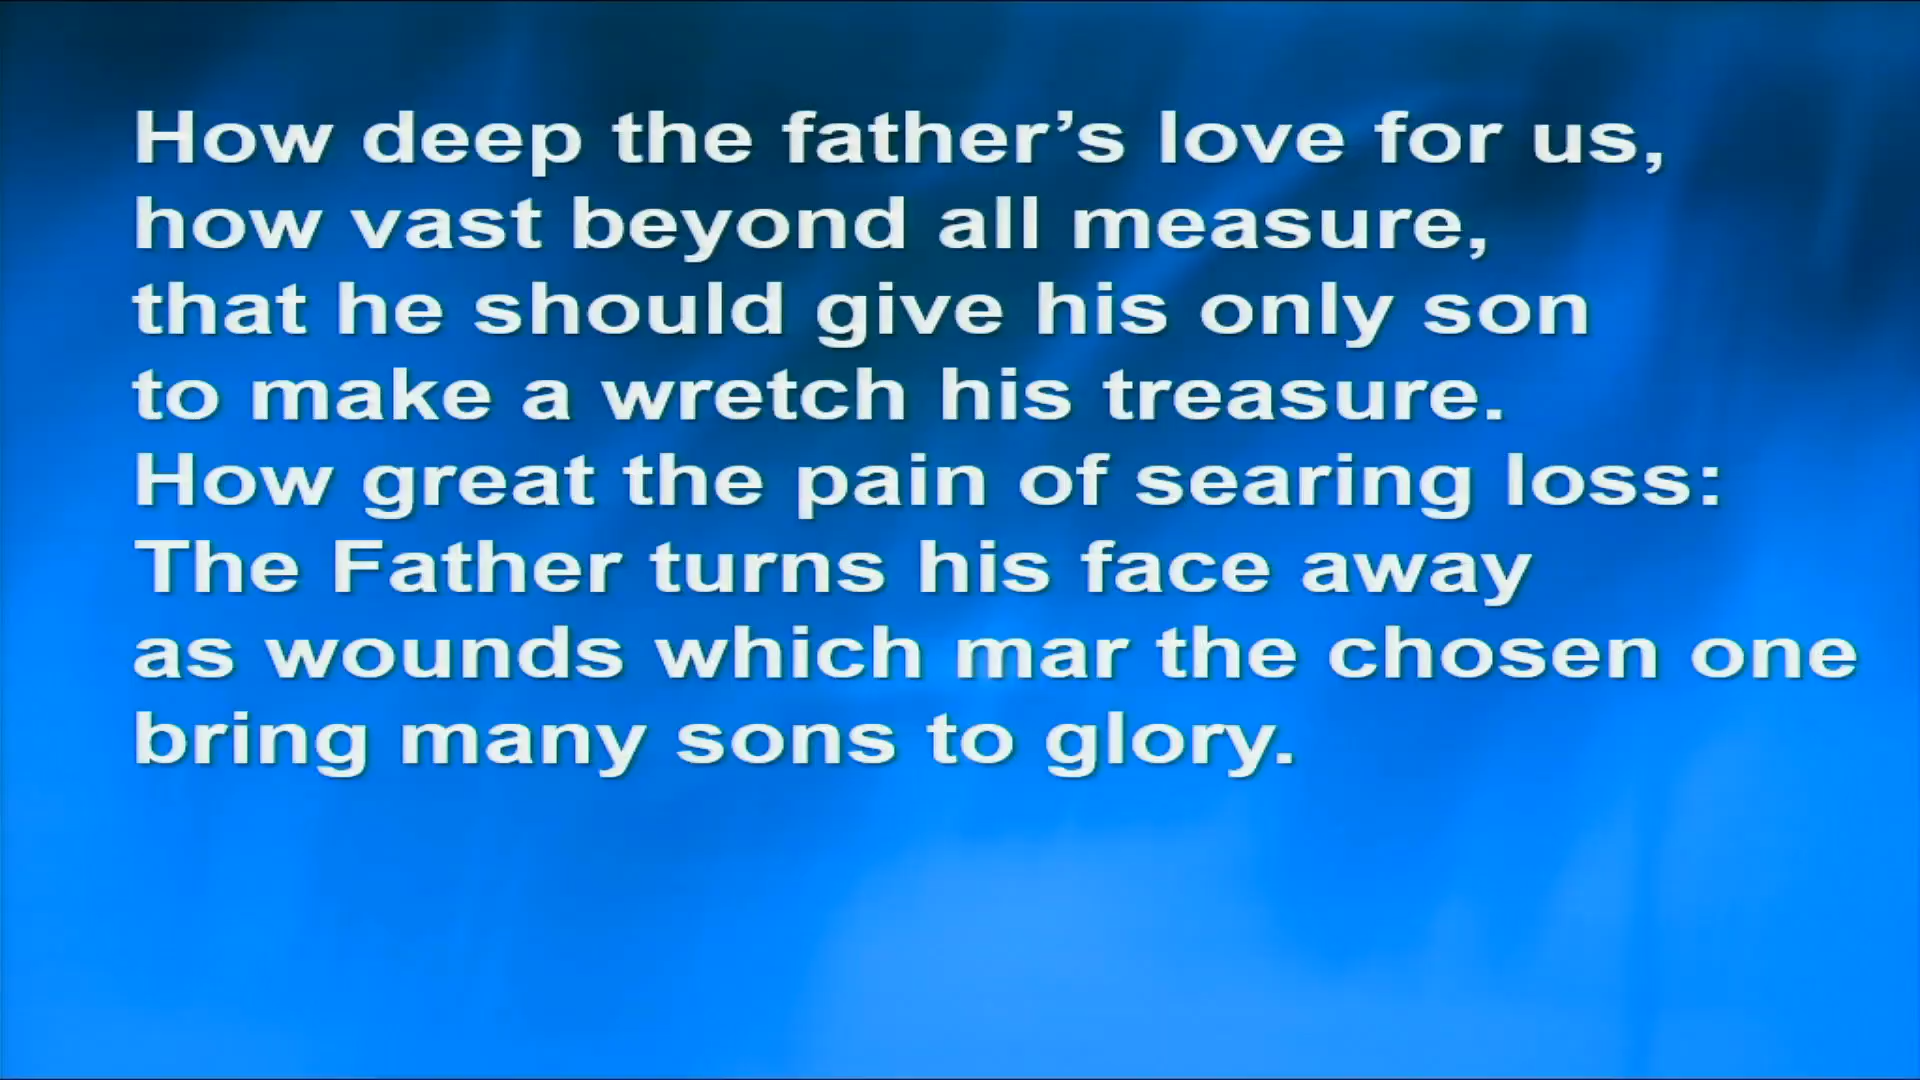 How deep the father’s love for us,
how vast beyond all measure,
that he should give his only son
to make a wretch his treasure.
How great the pain of searing loss:
The Father turns his face away
as wounds which mar the chosen one
bring many sons to glory.